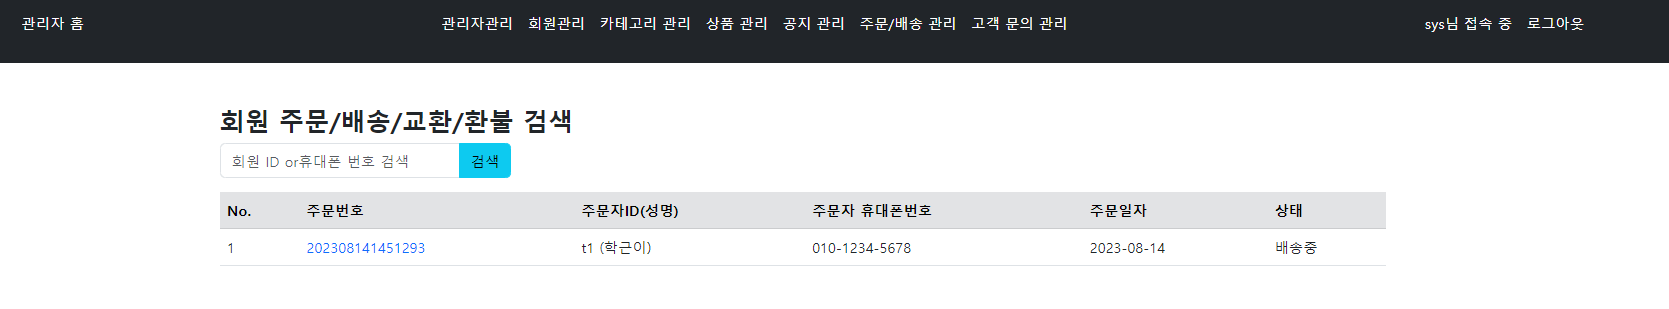 관리자 홈 관리자관리 회원관리 카테고리 관리 상품 관리 공지 관리 주문/배송 관리 고객 문의 관리 sys님 접속 중 로그아웃
회원 주문/배송/교환/환불 검색
회원 ID or휴대폰 번호 검색 검색
No. 주문번호 주문자ID(성명) 주문자 휴대폰번호 주문일자 상태
1 202308141451293 t1 (학근이) 010-1234-5678 2023-08-14 배송중